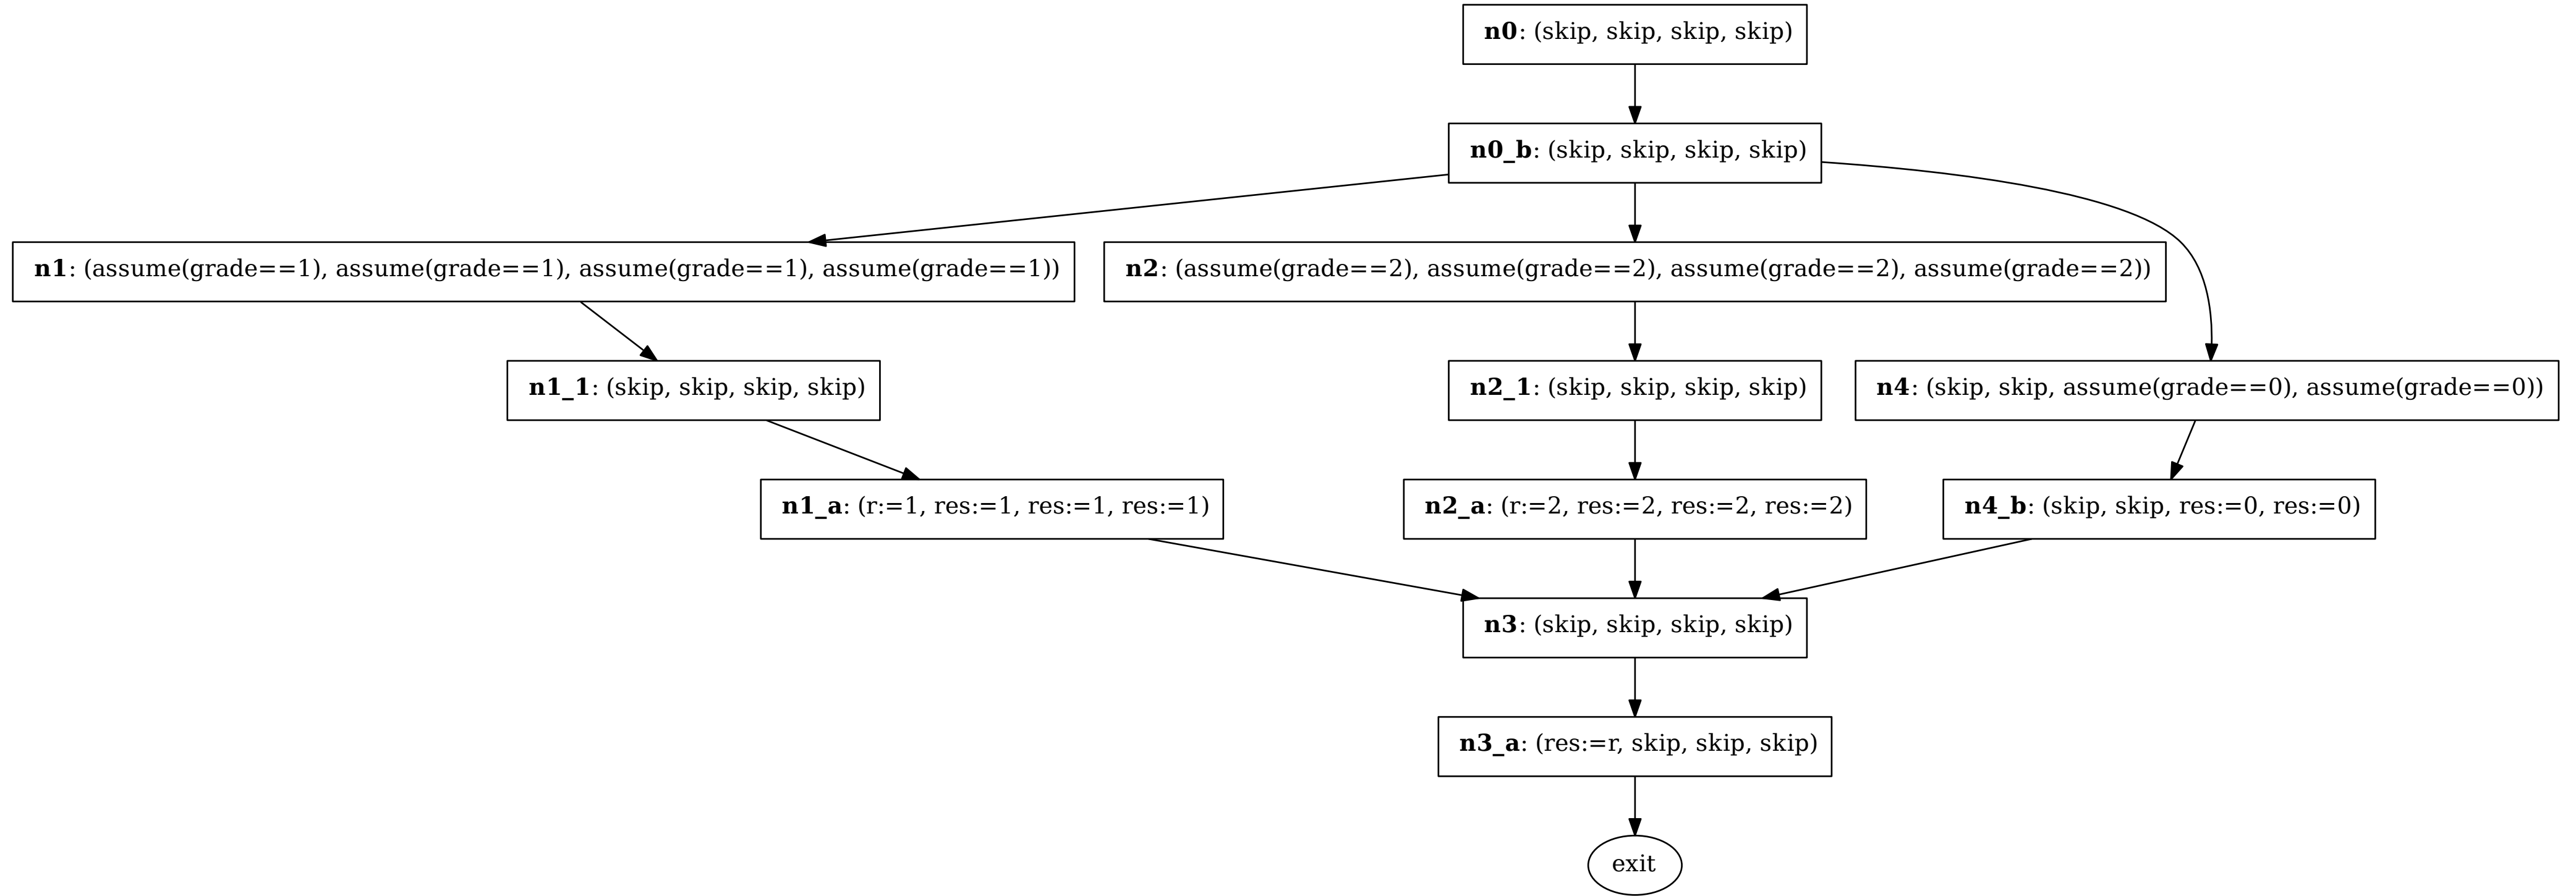 n0: (skip, skip, skip, skip)
n0_b: (skip, skip, skip, skip)
n1: (assume(grade==1), assume(grade==1), assume(grade==1), assume(grade==1))
n2: (assume(grade==2), assume(grade==2), assume(grade==2), assume(grade==2))
n1_1: (skip, skip, skip, skip)
n2_1: (skip, skip, skip, skip)
n4: (skip, skip, assume(grade==0), assume(grade==0))
n1_a: (r:=1, res:=1, res:=1, res:=1)
n2_a: (r:=2, res:=2, res:=2, res:=2)
n4_b: (skip, skip, res:=0, res:=0)
n3: (skip, skip, skip, skip)
n3_a: (res:=r, skip, skip, skip)
exit